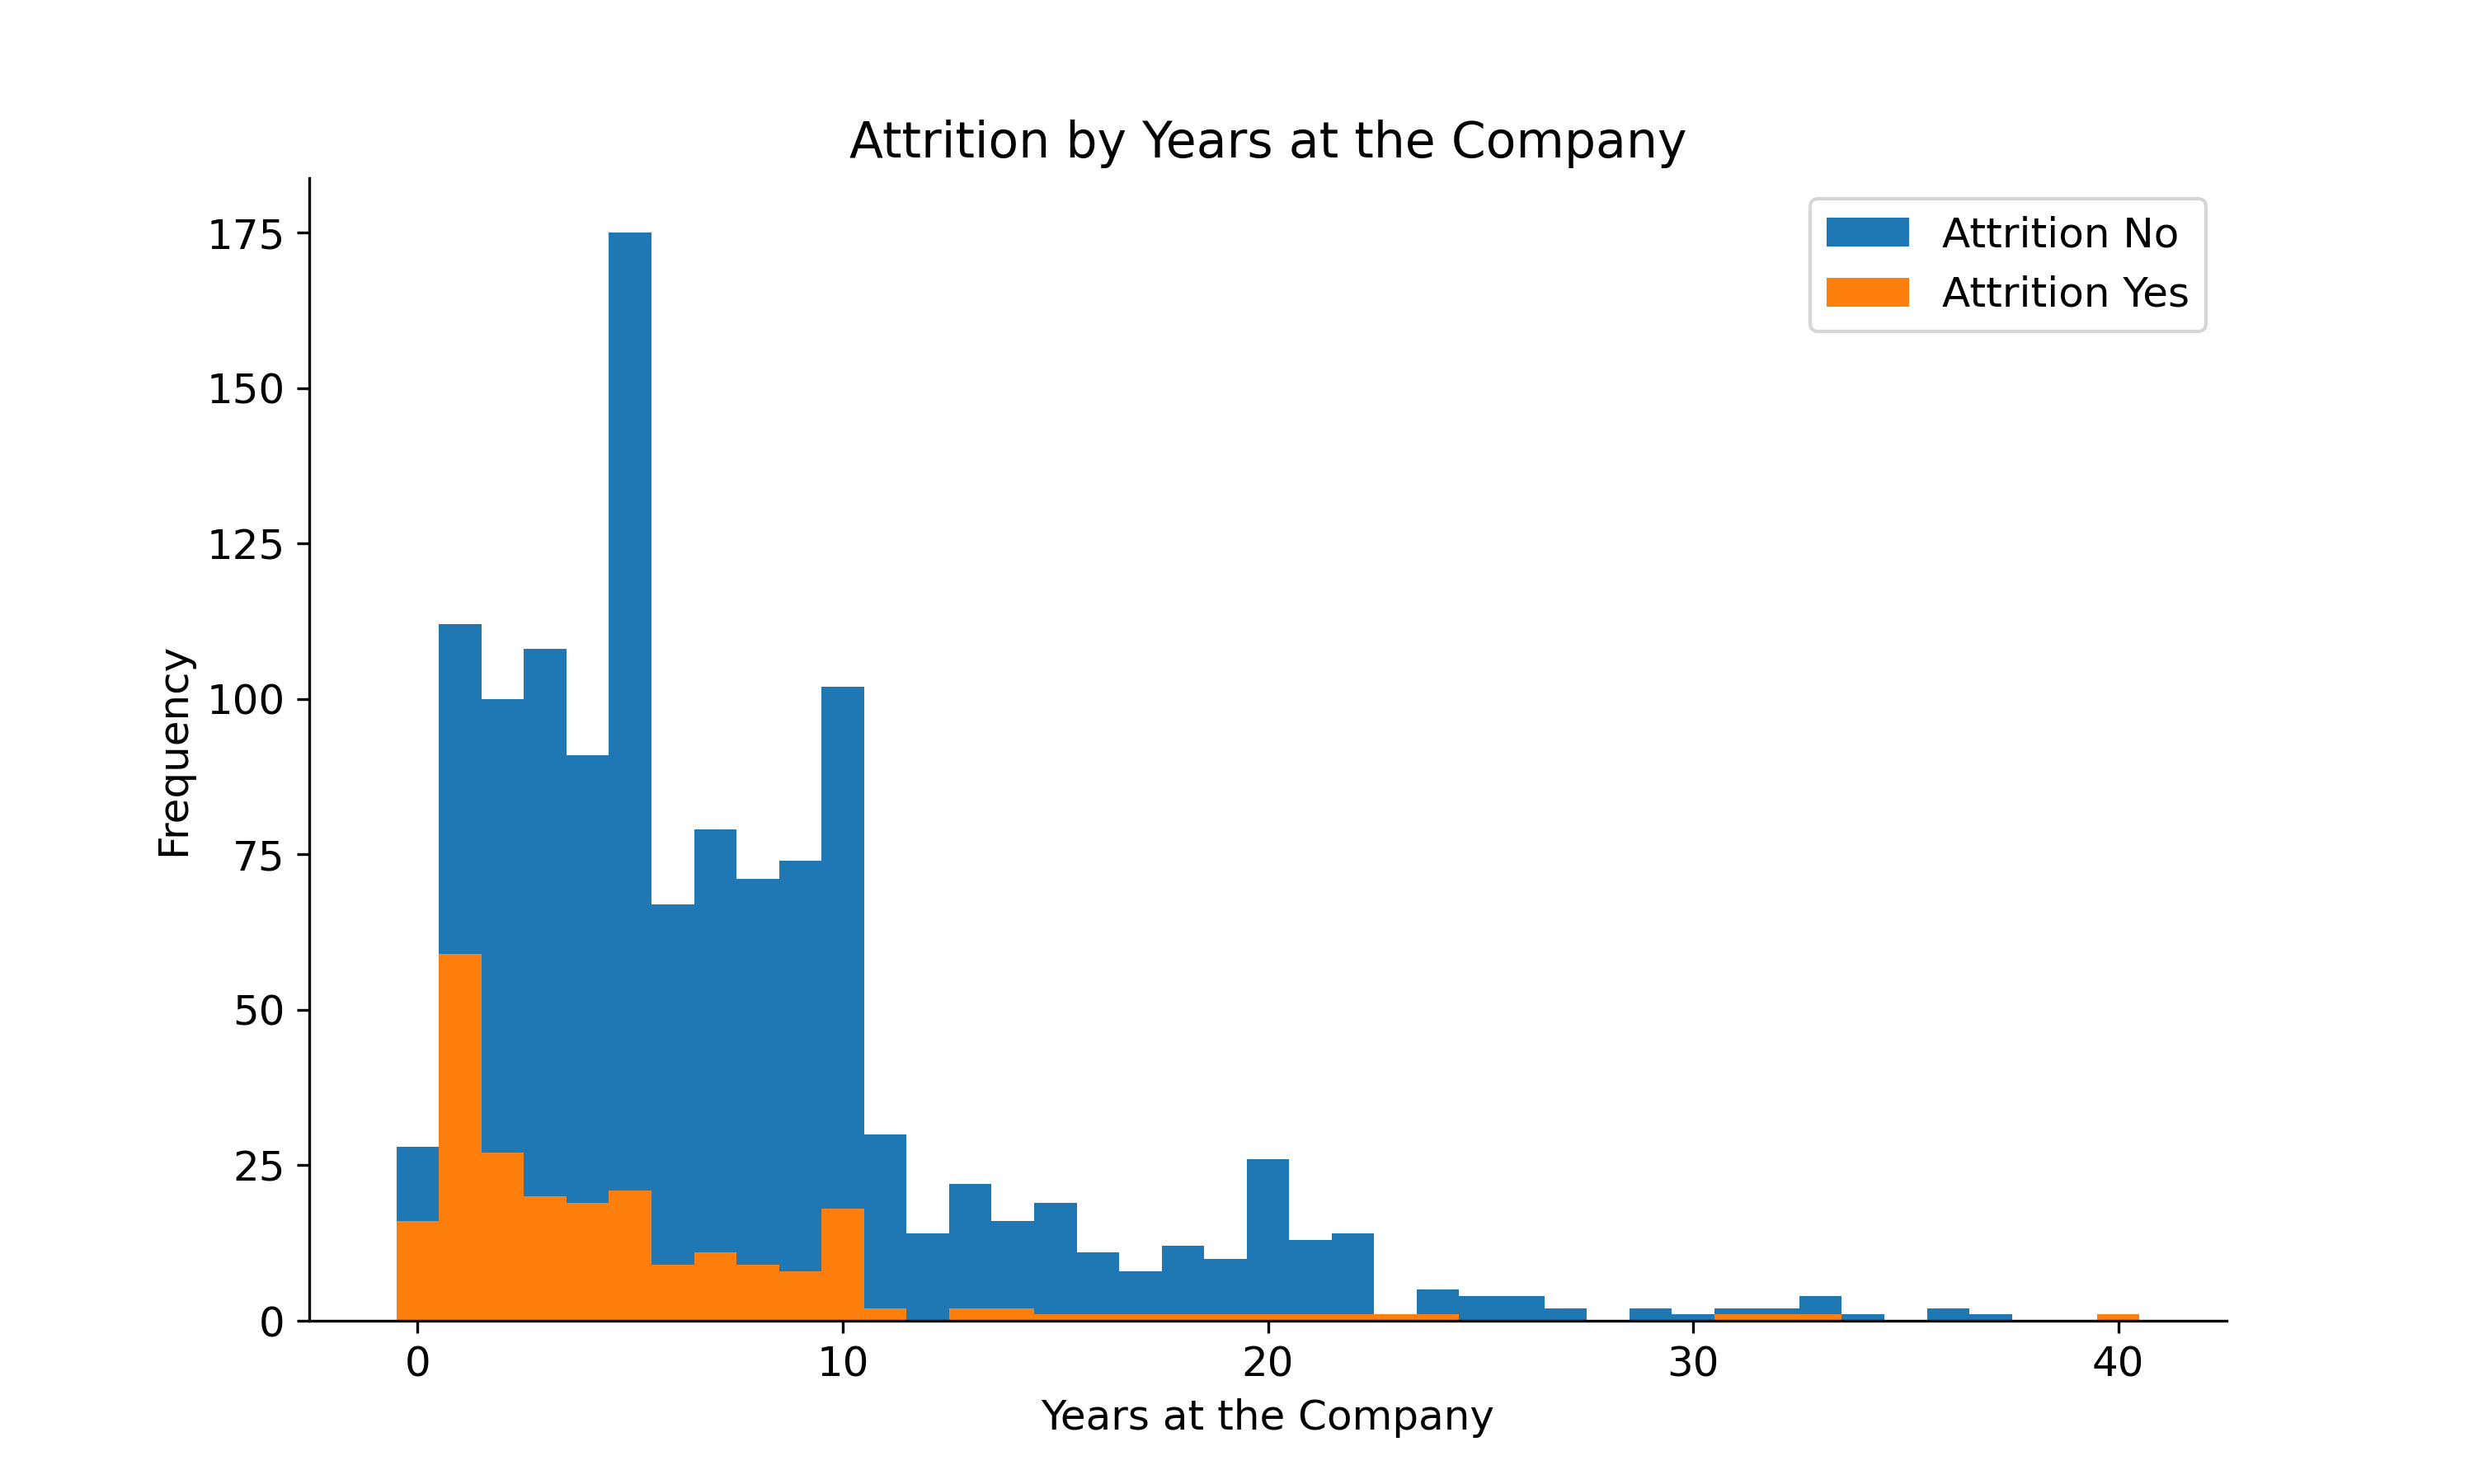 Attrition by Years at the Company
Attrition No
Attrition Yes
Frequency
175
150
125
100
75
50
25
0
0 10 20 30 40
Years at the Company